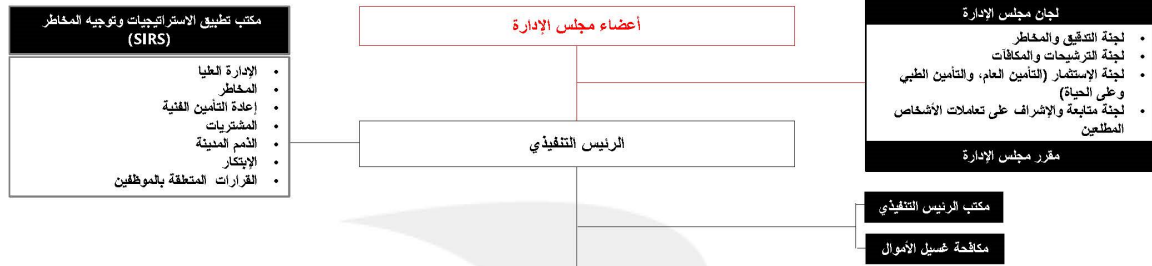 لجان مجلس الإدارة
• لجنة التدقيق والمخاطر
• لجنة الترشيحات والمكافآت
• لجنة الإستثمار (التأمين العام، والتأمين الطبي
وعلى الحياة)
• لجنة متابعة والإشراف على تعاملات الأشخاص
المطلعين
مقرر مجلس الإدارة
أعضاء مجلس الإدارة
مكتب تطبيق الاستراتيجيات وتوجيه المخاطر
(SIRS)
• الإدارة العليا
• المخاطر
• إعادة التأمين الفنية
• المشتريات
• الذمم المدينة
• الإبتكار
• القرارات المتعلقة بالموظفين
الرئيس التنفيذي
مكتب الرئيس التنفيذي
مكافحة غسيل الأموال